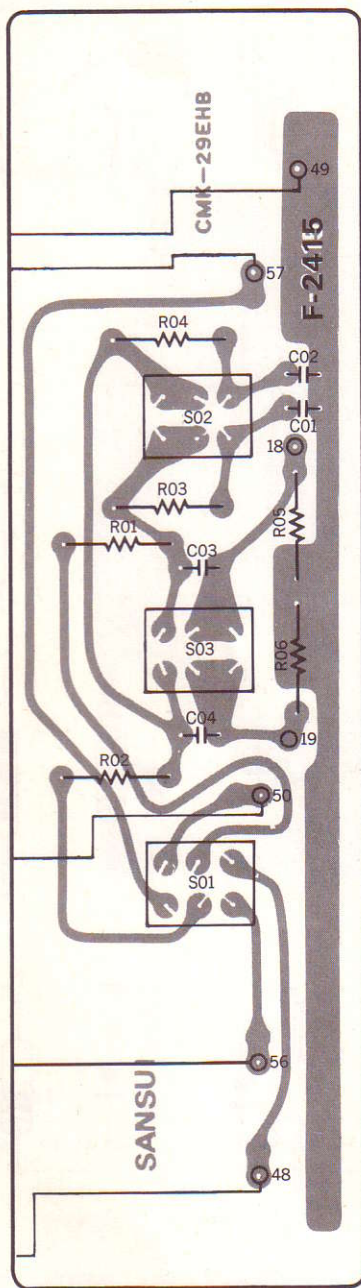 CMK-29EHB
49
F-2415
57
R04
C02
S02
C01
18
R03
R01
C03
R05
S03
R06
C04
19
R02
50
S01
56
SANSUI
48